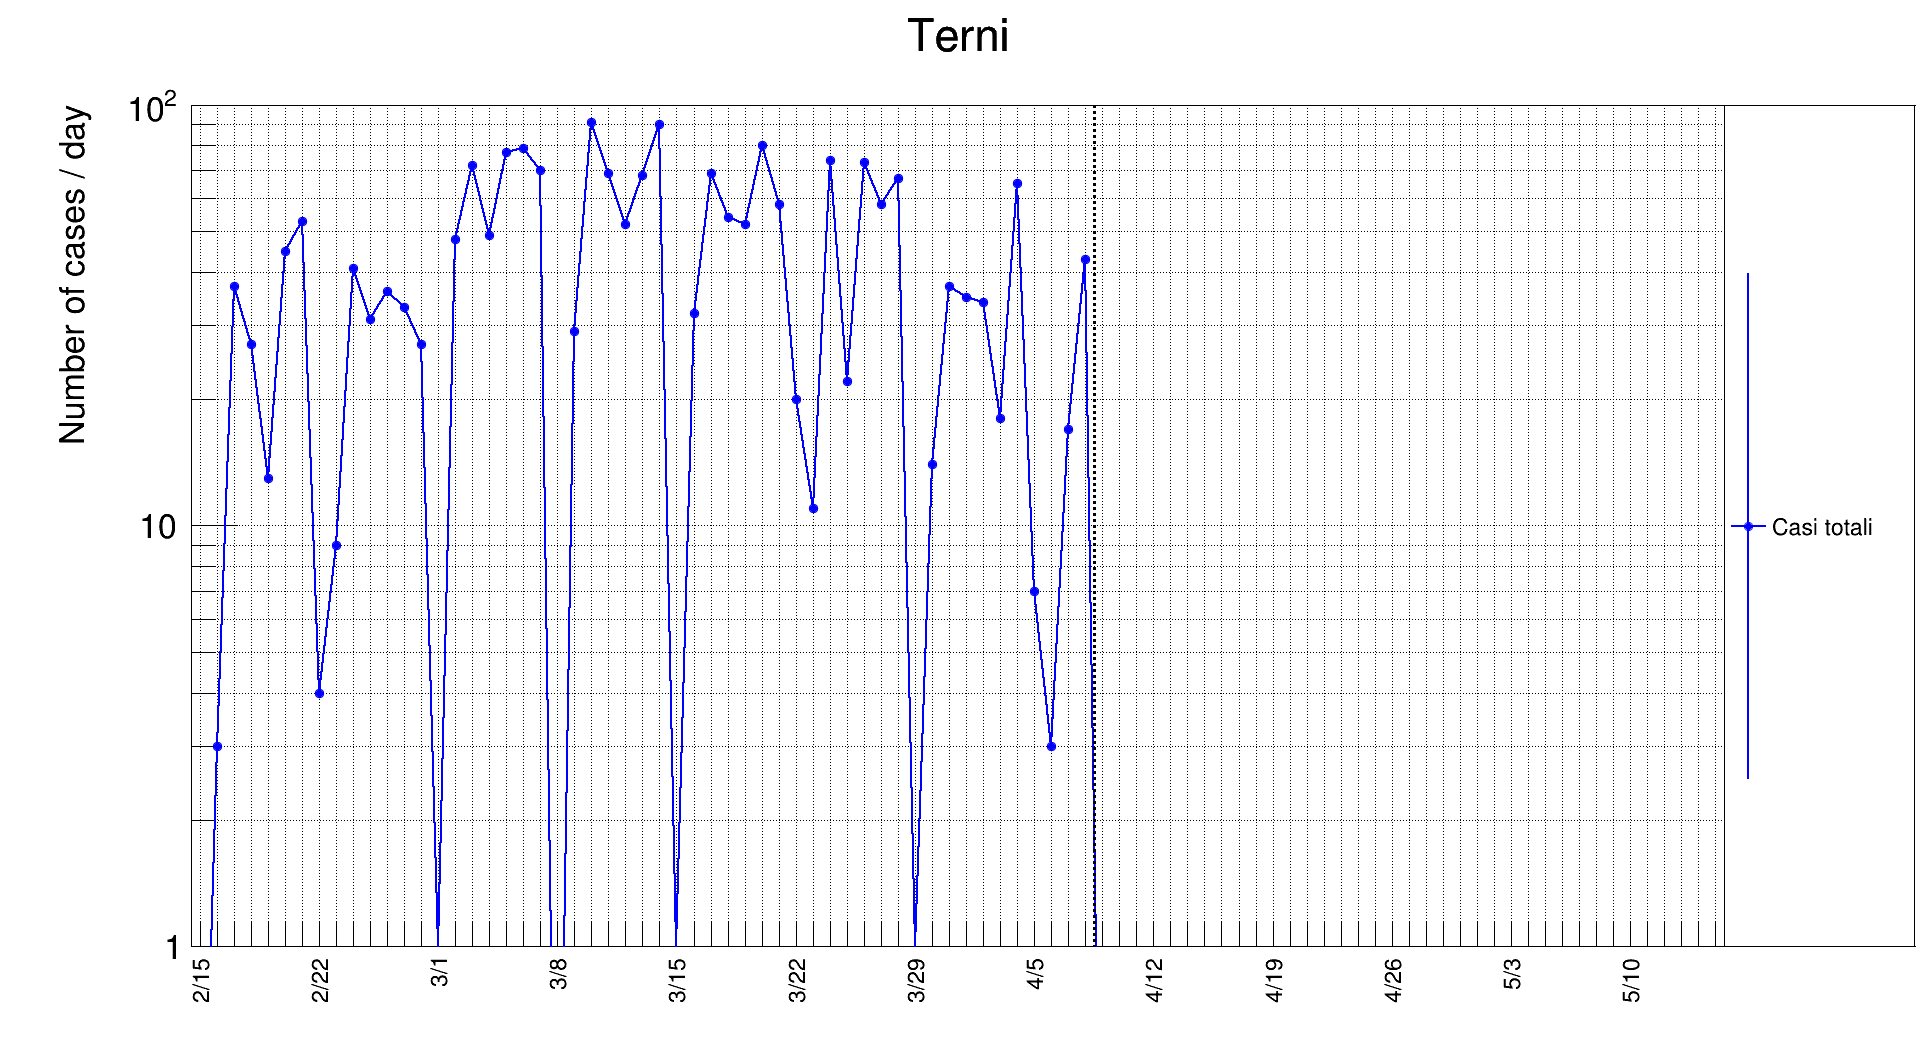 Terni
Number of cases / day
10²
10
1
2/15 2/22 3/1 3/8 3/15 3/22 3/29 4/5 4/12 4/19 4/26 5/3 5/10
Casi totali